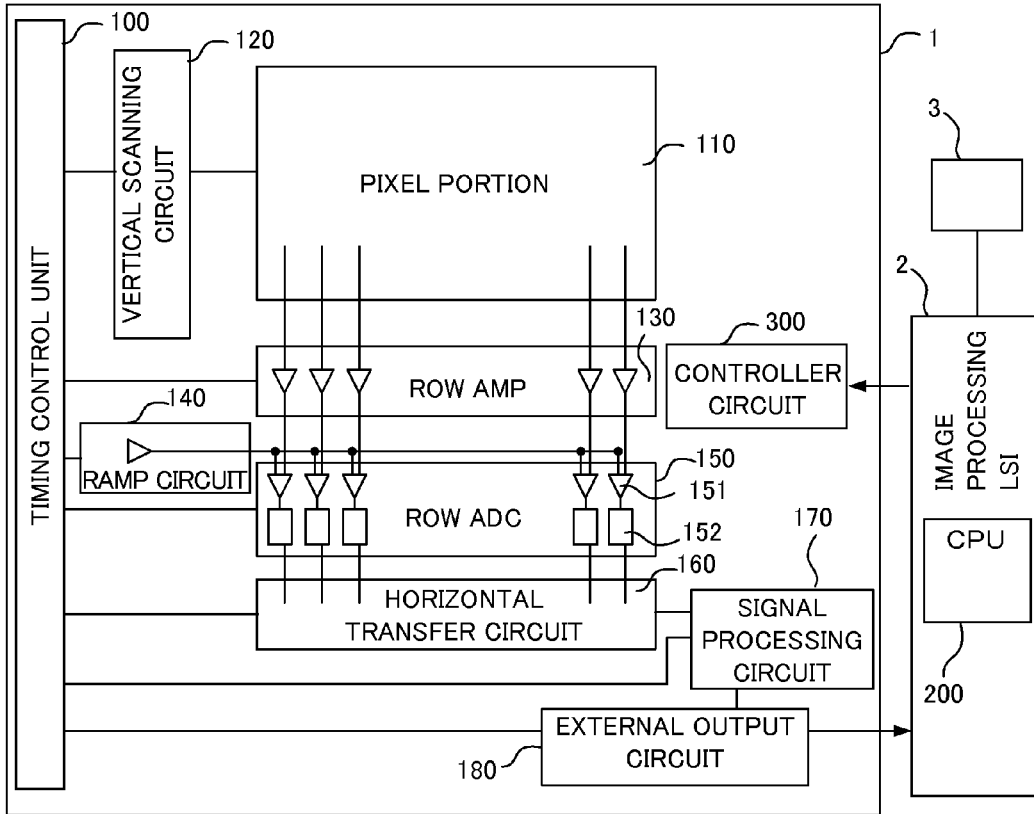 100
120
1
3
110
VERTICAL SCANNING
CIRCUIT
PIXEL PORTION
TIMING CONTROL UNIT
2
130
300
ROW AMP
CONTROLLER
CIRCUIT
IMAGE
PROCESSING
LSI
140
RAMP CIRCUIT
150
151
ROW ADC
152
170
CPU
160
HORIZONTAL
TRANSFER CIRCUIT
SIGNAL
PROCESSING
CIRCUIT
200
EXTERNAL OUTPUT
CIRCUIT
180